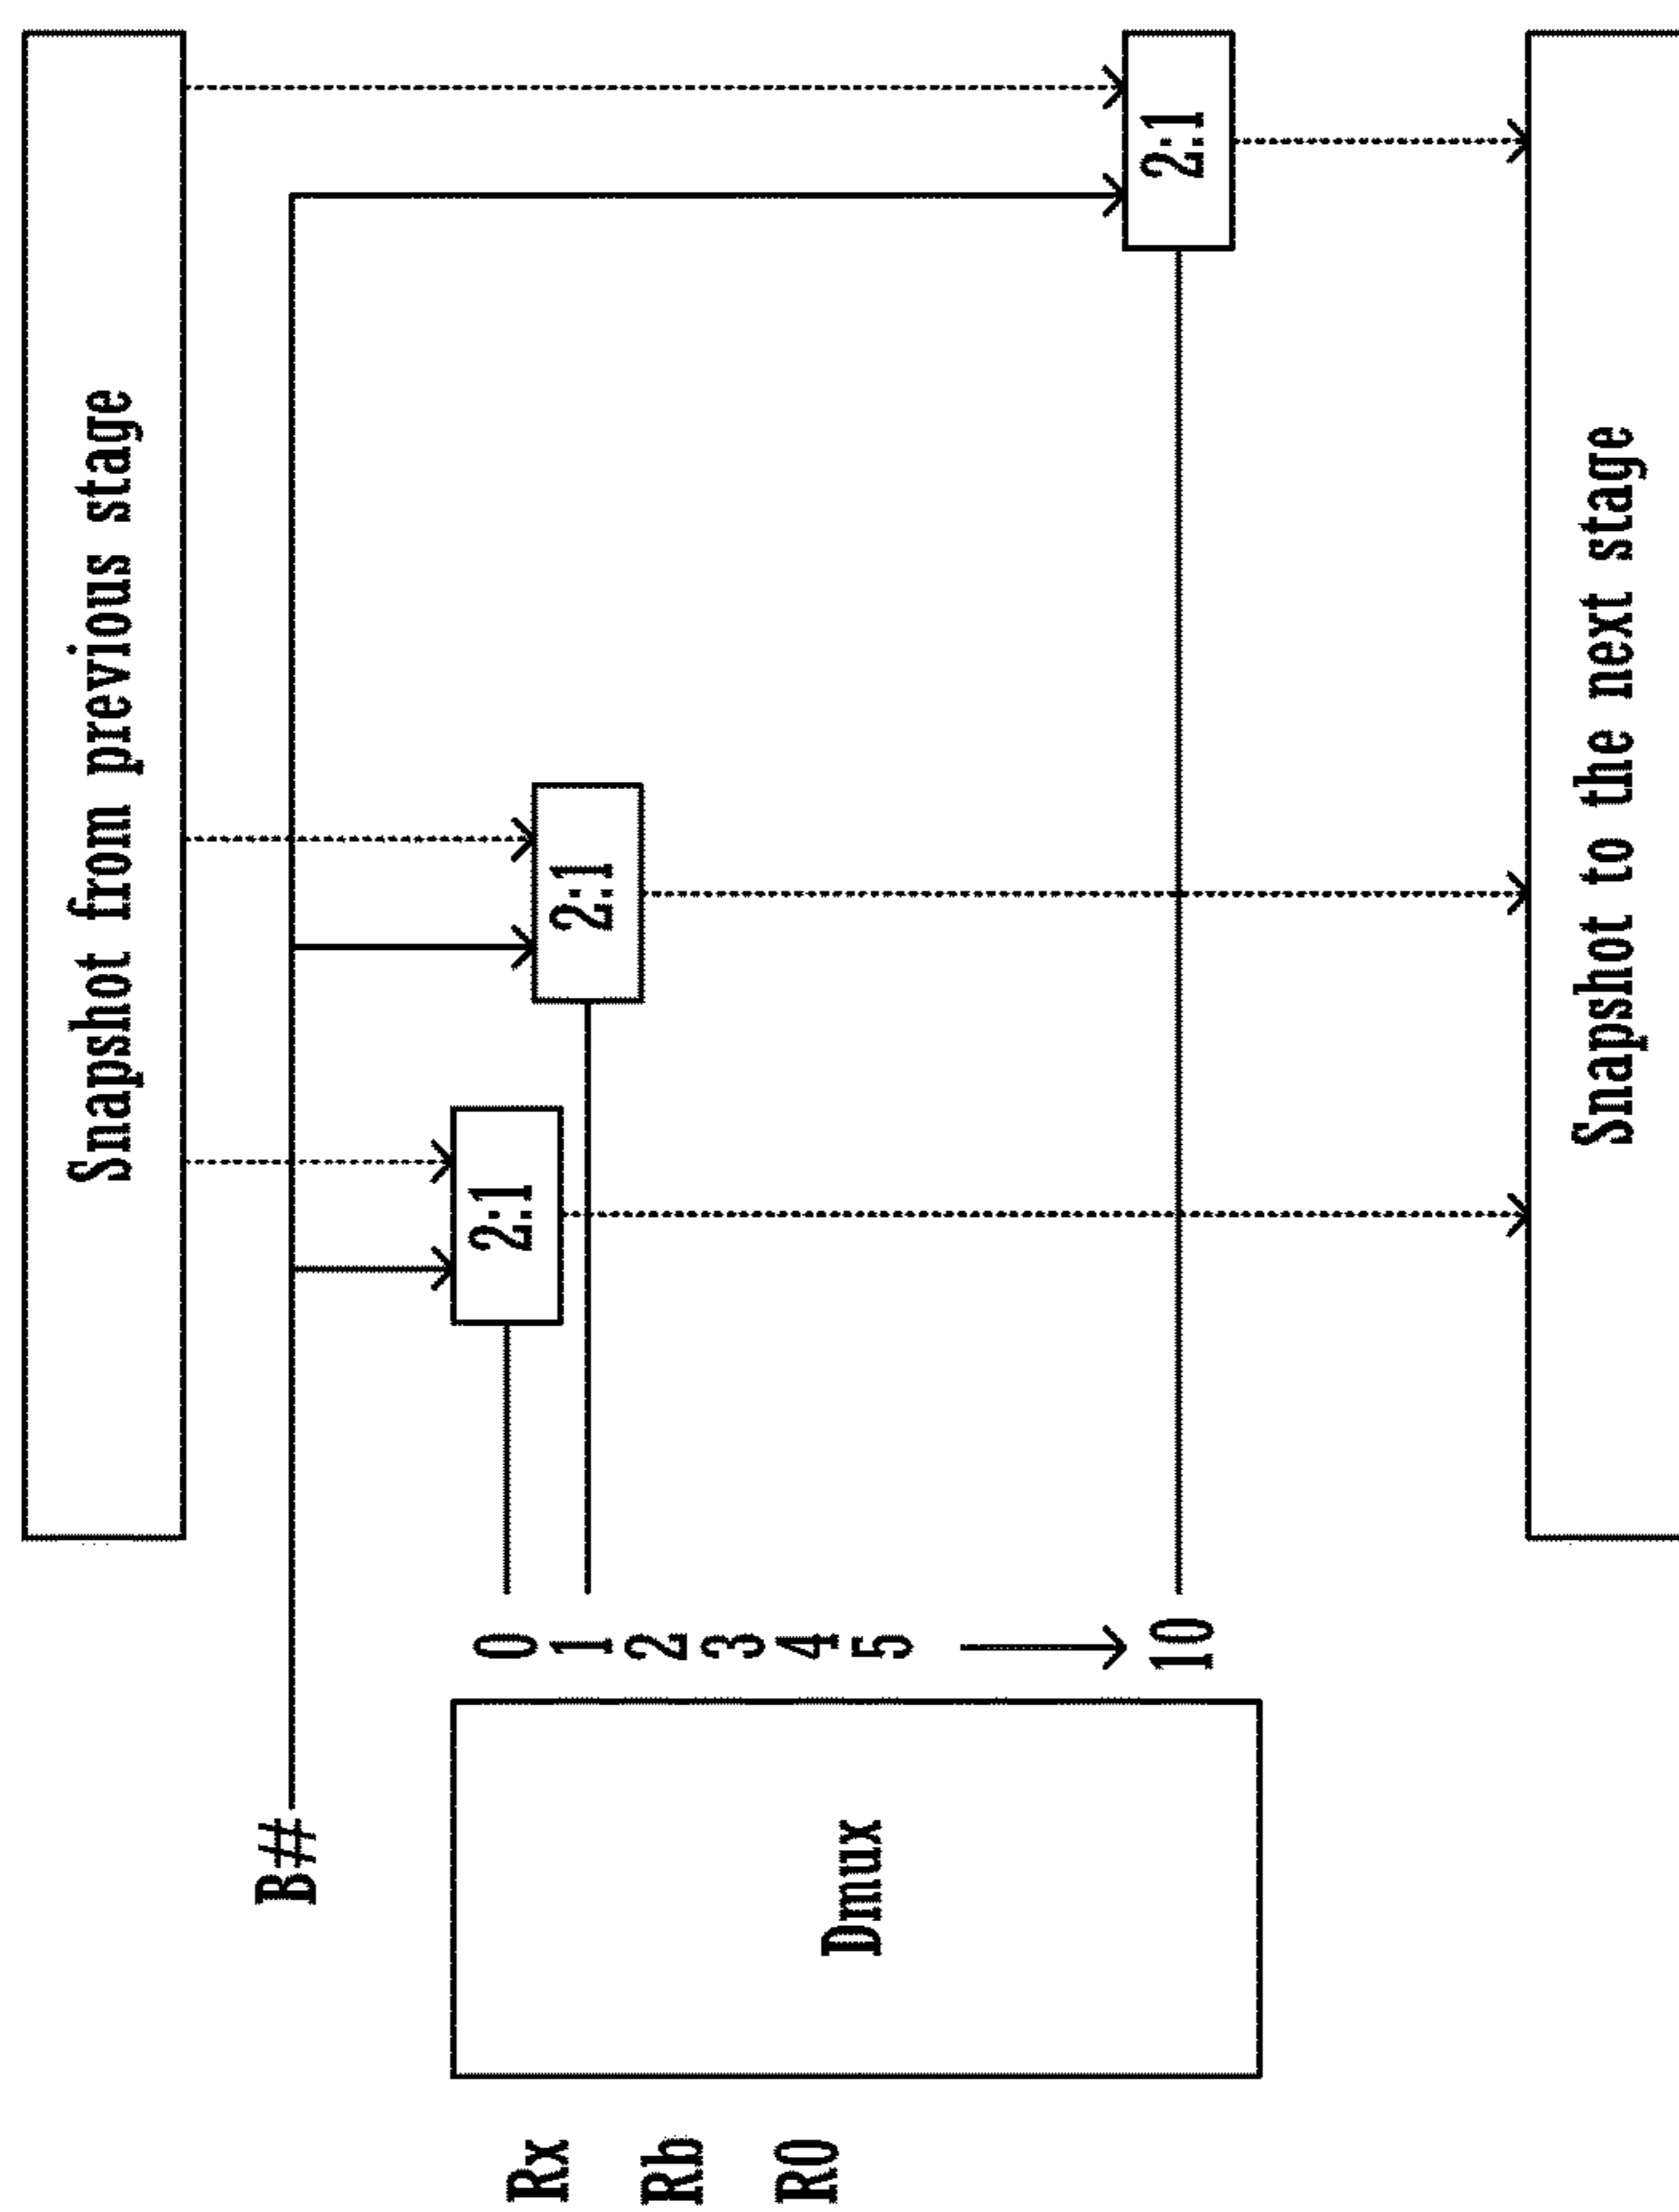 Snapshot from previous stage
B#
Rx
Rb
R0
Dmux
0
1
2
3
4
5
10
2:1
2:1
2:1
Snapshot to the next stage